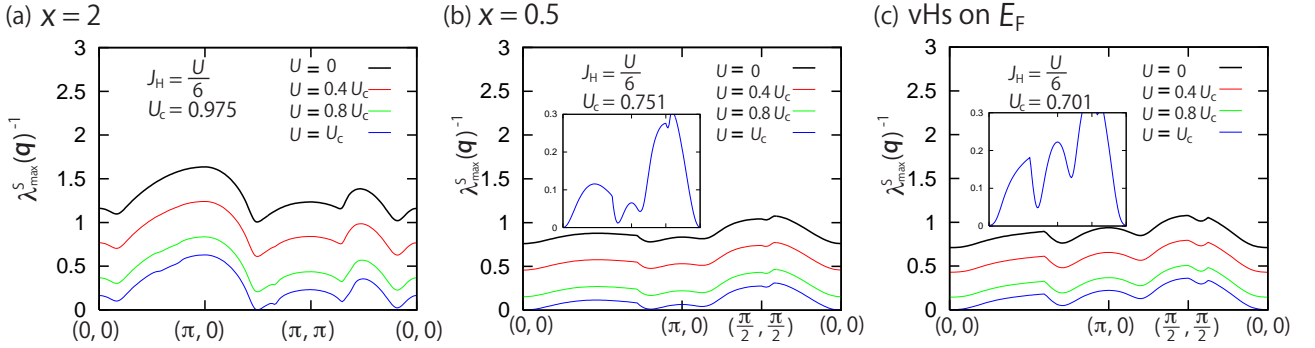 (a) x = 2
λ^S_max(q)^-1
3
2.5
2
1.5
1
0.5
0
J_H = U/6
U_c = 0.975
U = 0
U = 0.4 U_c
U = 0.8 U_c
U = U_c
(0, 0)
(π, 0)
(π, π)
(0, 0)
(b) x = 0.5
λ^S_max(q)^-1
3
2.5
2
1.5
1
0.5
0
J_H = U/6
U_c = 0.751
U = 0
U = 0.4 U_c
U = 0.8 U_c
U = U_c
0.3
0.2
0.1
0
(0, 0)
(π, 0)
(π/2, π/2)
(0, 0)
(c) vHs on E_F
λ^S_max(q)^-1
3
2.5
2
1.5
1
0.5
0
J_H = U/6
U_c = 0.701
U = 0
U = 0.4 U_c
U = 0.8 U_c
U = U_c
0.3
0.2
0.1
0
(0, 0)
(π, 0)
(π/2, π/2)
(0, 0)